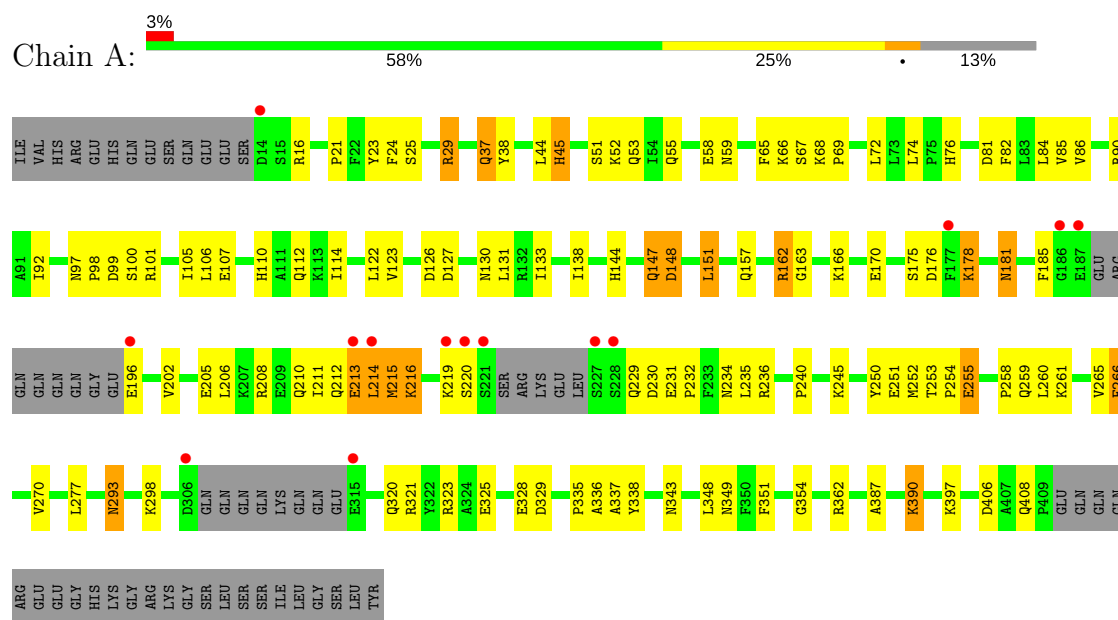 3%
Chain A:
58% 25% • 13%
ILE VAL HIS ARG GLU HIS GLN GLU SER GLN GLU GLU SER D14 S15 R16 P21 F22 Y23 F24 S25 R29 Q37 Y38 L44 H45 S51 K52 Q53 I54 Q55 E58 N59 F65 K66 S67 K68 P69 L72 L73 L74 P75 H76 D81 F82 L83 L84 V85 V86 R90
A91 I92 N97 P98 D99 S100 R101 I105 L106 E107 H110 A111 Q112 K113 I114 L122 V123 D126 D127 N130 L131 R132 I133 I138 H144 Q147 D148 L151 Q157 R162 G163 K166 E170 S175 D176 F177 K178 N181 F185 G186 E187 GLU ARG
GLN GLN GLN GLN GLY GLU E196 V202 E205 L206 K207 R208 E209 Q210 I211 Q212 E213 L214 M215 K216 K219 S220 S221 SER ARG LYS GLU LEU S227 S228 Q229 D230 E231 P232 F233 N234 L235 R236 P240 K245 Y250 E251 M252 T253 P254 E255 P258 Q259 L260 K261 V265 E266
V270 L277 N293 K298 D306 GLN GLN GLN GLN LYS GLN GLN GLU E315 Q320 R321 Y322 R323 A324 E325 E328 D329 P335 A336 A337 Y338 N343 L348 N349 F350 F351 G354 R362 A387 K390 K397 D406 A407 Q408 P409 GLU GLN GLN GLN
ARG GLU GLU GLY HIS LYS GLY ARG LYS GLY SER LEU SER SER ILE LEU GLY SER LEU TYR